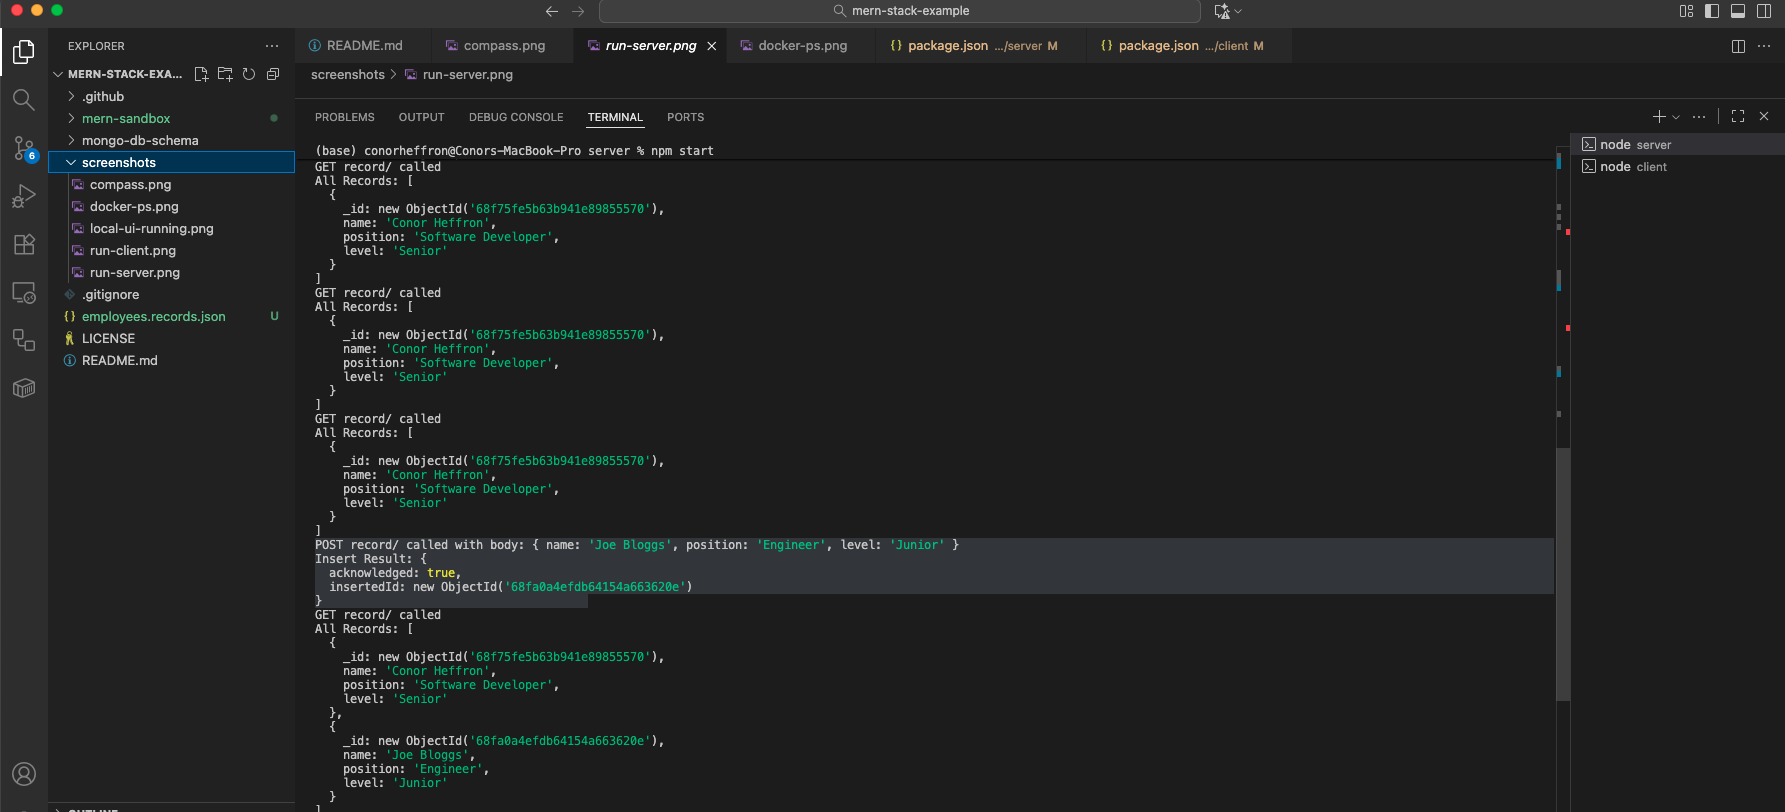 mern-stack-example
EXPLORER
MERN-STACK-EXA...
.github
mern-sandbox
mongo-db-schema
screenshots
compass.png
docker-ps.png
local-ui-running.png
run-client.png
run-server.png
.gitignore
{} employees.records.json U
LICENSE
README.md
OUTLINE
6
README.md
compass.png
run-server.png
docker-ps.png
{} package.json .../server M
{} package.json .../client M
screenshots > run-server.png
PROBLEMS OUTPUT DEBUG CONSOLE TERMINAL PORTS
(base) conorheffron@Conors-MacBook-Pro server % npm start
GET record/ called
All Records: [
{
_id: new ObjectId('68f75fe5b63b941e89855570'),
name: 'Conor Heffron',
position: 'Software Developer',
level: 'Senior'
}
]
GET record/ called
All Records: [
{
_id: new ObjectId('68f75fe5b63b941e89855570'),
name: 'Conor Heffron',
position: 'Software Developer',
level: 'Senior'
}
]
GET record/ called
All Records: [
{
_id: new ObjectId('68f75fe5b63b941e89855570'),
name: 'Conor Heffron',
position: 'Software Developer',
level: 'Senior'
}
]
POST record/ called with body: { name: 'Joe Bloggs', position: 'Engineer', level: 'Junior' }
Insert Result: {
acknowledged: true,
insertedId: new ObjectId('68fa0a4efdb64154a663620e')
}
GET record/ called
All Records: [
{
_id: new ObjectId('68f75fe5b63b941e89855570'),
name: 'Conor Heffron',
position: 'Software Developer',
level: 'Senior'
},
{
_id: new ObjectId('68fa0a4efdb64154a663620e'),
name: 'Joe Bloggs',
position: 'Engineer',
level: 'Junior'
}
]
node server
node client